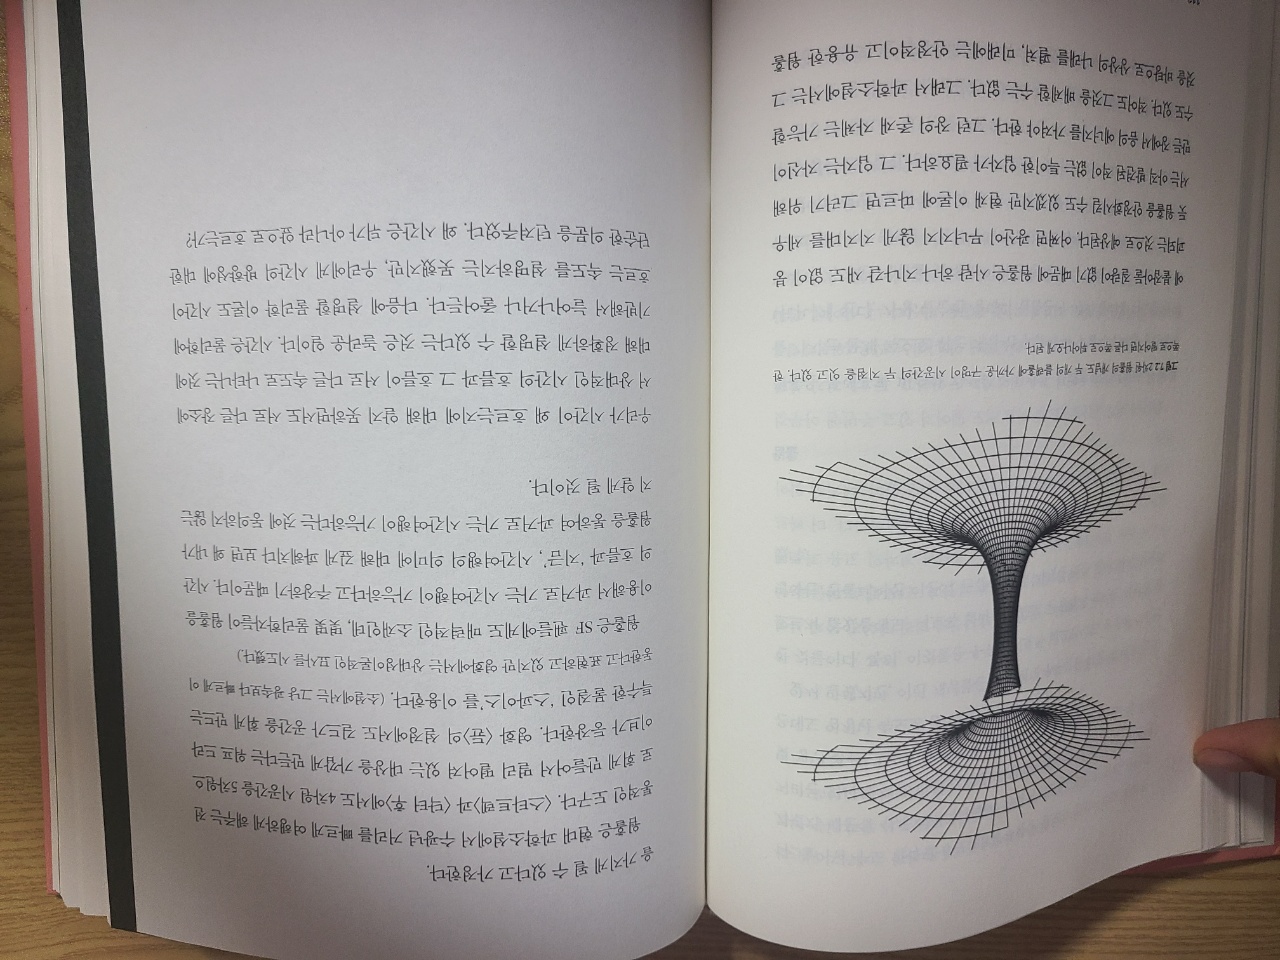 그림 7.2 2차원 웜홀의 개념도 두 개의 블랙홀에 가까운 구멍이 시공간의 두 지점을 잇고 있다. 한
쪽으로 떨어지면 다른 쪽으로 튀어나오게 된다.
에 붙잡아둘 질량이 없기 때문에 웜홀은 사람 하나 지나갈 새도 없이 붕
괴되는 것으로 예상된다. 어쩌면 광산이 무너지지 않게 지지대를 세우
듯 웜홀을 안정화시킬 수도 있겠지만 현재 이론에 따르면 그러기 위해
서는 아직 발견된 적이 없는 특이한 입자가 필요하다. 그 입자는 자신이
만든 장에서 음의 에너지를 가져야 한다. 그런 장의 존재 자체는 가능할
수도 있다. 적어도 그것을 배제할 수는 없다. 그래서 과학소설에서는 그
것을 바탕으로 상상의 나래를 펼쳐, 미래에는 안정적이고 유용한 웜홀
을 가지게 될 수 있다고 가정한다.
웜홀은 현대 과학소설에서 수광년 거리를 빠르게 여행하게 해주는 전
통적인 도구다. 〈스타트렉〉과 〈닥터 후〉에서도 4차원 시공간을 5차원으
로 휘게 만들어서 멀리 떨어져 있는 대상을 가깝게 만든다는 워프 드라
이브가 등장한다. 영화 〈듄〉의 설정에서도 길드가 공간을 휘게 만드는
특수한 물질인 ‘스파이스’를 이용한다. (소설에서는 그냥 광속보다 빠르게 이
동한다고 표현하고 있지만 영화에서는 상대성이론적인 묘사를 시도했다.)
웜홀은 SF 팬들에게도 매력적인 소재인데, 몇몇 물리학자들이 웜홀을
이용해서 과거로 가는 시간여행이 가능하다고 주장하기 때문이다. 시간
의 흐름과 ‘지금’, 시간여행의 의미에 대해 깊게 파헤치다 보면 왜 내가
웜홀을 통하여 과거로 가는 시간여행이 가능하다는 것에 동의하지 않는
지 알게 될 것이다.
우리가 시간이 왜 흐르는지에 대해 알지 못하면서도 서로 다른 장소에
서 상대적인 시간의 흐름과 그 흐름이 서로 다른 속도로 나타나는 것에
대해 정확하게 설명할 수 있다는 것은 놀라운 일이다. 시간은 물리학에
기반해서 늘어나거나 줄어든다. 다음에 설명할 물리학 이론도 시간이
흐르는 속도를 설명하지는 못했지만, 우리에게 시간의 방향성에 대한
단순한 의문을 던져주었다. 왜 시간은 뒤가 아니라 앞으로 흐르는가?